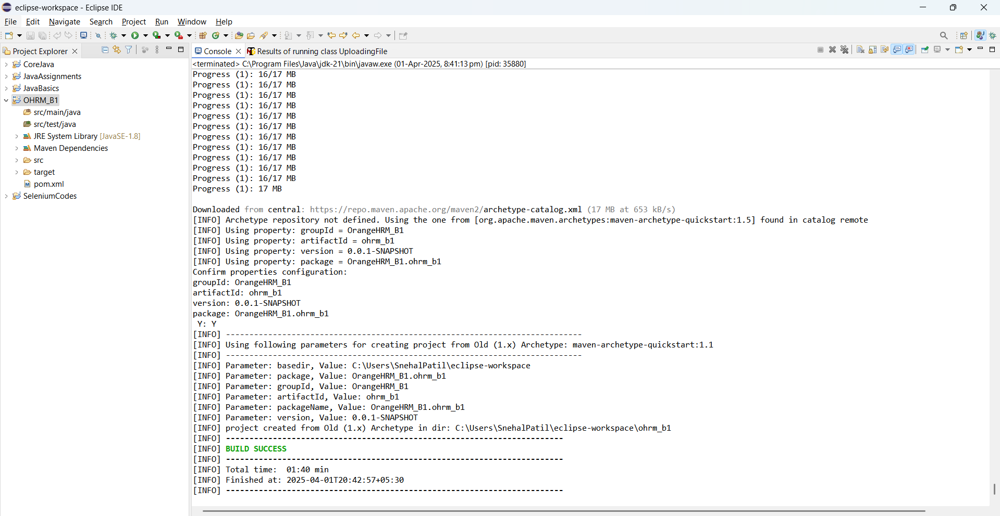 eclipse-workspace - Eclipse IDE
File Edit Navigate Search Project Run Window Help
Project Explorer
CoreJava
JavaAssignments
JavaBasics
OHRM_B1
src/main/java
src/test/java
JRE System Library [JavaSE-1.8]
Maven Dependencies
src
target
pom.xml
SeleniumCodes
Console Results of running class UploadingFile
<terminated> C:\Program Files\Java\jdk-21\bin\javaw.exe (01-Apr-2025, 8:41:13 pm) [pid: 35880]
Progress (1): 16/17 MB
Progress (1): 16/17 MB
Progress (1): 16/17 MB
Progress (1): 16/17 MB
Progress (1): 16/17 MB
Progress (1): 16/17 MB
Progress (1): 16/17 MB
Progress (1): 16/17 MB
Progress (1): 16/17 MB
Progress (1): 16/17 MB
Progress (1): 16/17 MB
Progress (1): 17 MB
Downloaded from central: https://repo.maven.apache.org/maven2/archetype-catalog.xml (17 MB at 653 kB/s)
[INFO] Archetype repository not defined. Using the one from [org.apache.maven.archetypes:maven-archetype-quickstart:1.5] found in catalog remote
[INFO] Using property: groupId = OrangeHRM_B1
[INFO] Using property: artifactId = ohrm_b1
[INFO] Using property: version = 0.0.1-SNAPSHOT
[INFO] Using property: package = OrangeHRM_B1.ohrm_b1
Confirm properties configuration:
groupId: OrangeHRM_B1
artifactId: ohrm_b1
version: 0.0.1-SNAPSHOT
package: OrangeHRM_B1.ohrm_b1
Y: Y
[INFO] ----------------------------------------------------------------------------
[INFO] Using following parameters for creating project from Old (1.x) Archetype: maven-archetype-quickstart:1.1
[INFO] ----------------------------------------------------------------------------
[INFO] Parameter: basedir, Value: C:\Users\SnehalPatil\eclipse-workspace
[INFO] Parameter: package, Value: OrangeHRM_B1.ohrm_b1
[INFO] Parameter: groupId, Value: OrangeHRM_B1
[INFO] Parameter: artifactId, Value: ohrm_b1
[INFO] Parameter: packageName, Value: OrangeHRM_B1.ohrm_b1
[INFO] Parameter: version, Value: 0.0.1-SNAPSHOT
[INFO] project created from Old (1.x) Archetype in dir: C:\Users\SnehalPatil\eclipse-workspace\ohrm_b1
[INFO] ------------------------------------------------------------------------
[INFO] BUILD SUCCESS
[INFO] ------------------------------------------------------------------------
[INFO] Total time:  01:40 min
[INFO] Finished at: 2025-04-01T20:42:57+05:30
[INFO] ------------------------------------------------------------------------